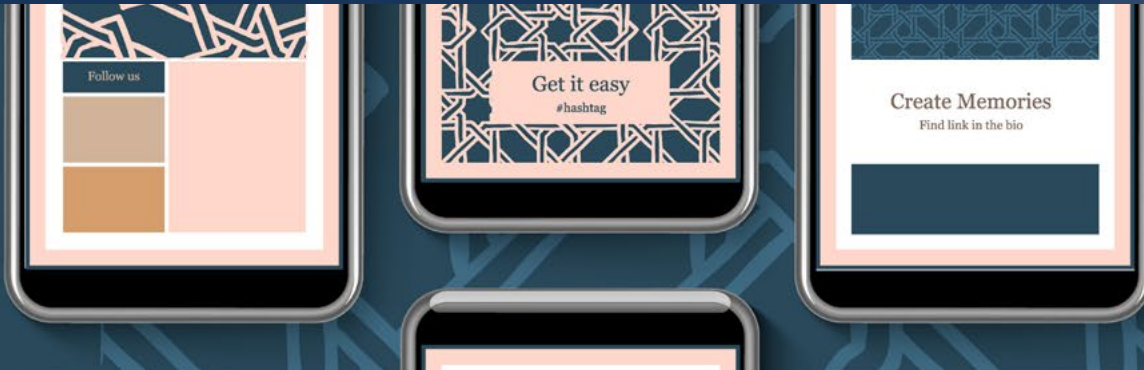 Follow us
Get it easy
#hashtag
Create Memories
Find link in the bio